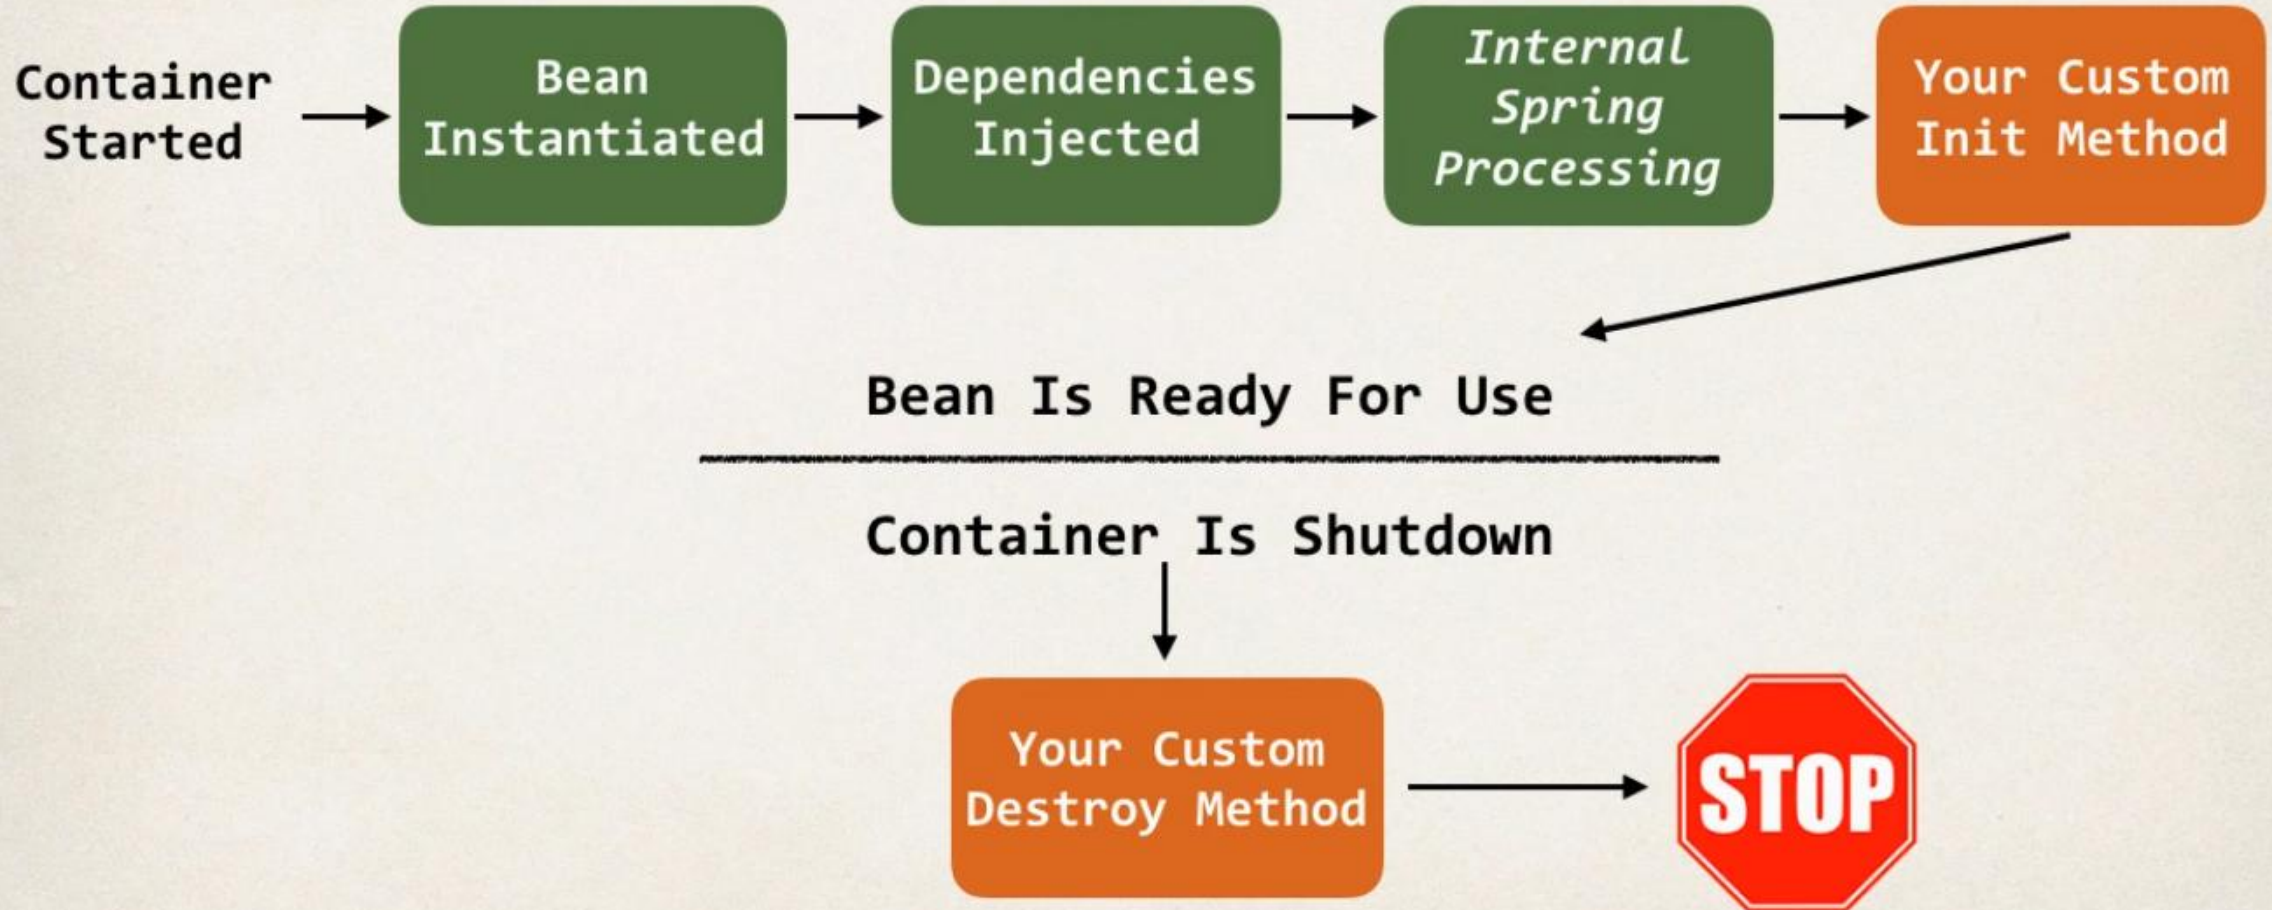 Container
Started
Bean
Instantiated
Dependencies
Injected
Internal
Spring
Processing
Your Custom
Init Method
Bean Is Ready For Use
Container Is Shutdown
Your Custom
Destroy Method
STOP